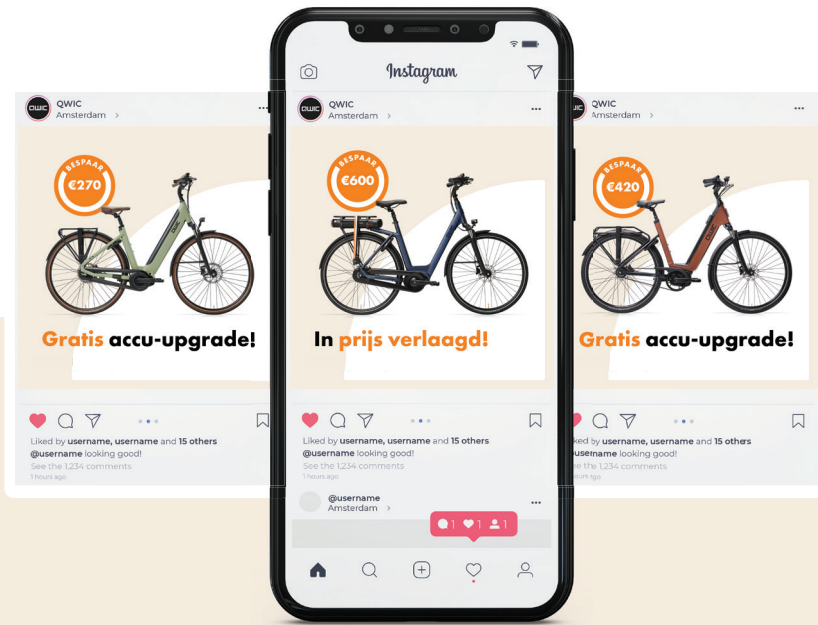 Instagram
QWIC
Amsterdam >
BESPAAR
€270
QWIC
Gratis accu-upgrade!
Liked by username, username and 15 others
@username looking good!
See the 1,234 comments
1 hours ago
QWIC
Amsterdam >
BESPAAR
€600
In prijs verlaagd!
Liked by username, username and 15 others
@username looking good!
See the 1,234 comments
1 hours ago
@username
Amsterdam >
1 1 1
QWIC
Amsterdam >
BESPAAR
€420
QWIC
Gratis accu-upgrade!
ked by username, username and 15 others
username looking good!
the 1,234 comments
ago